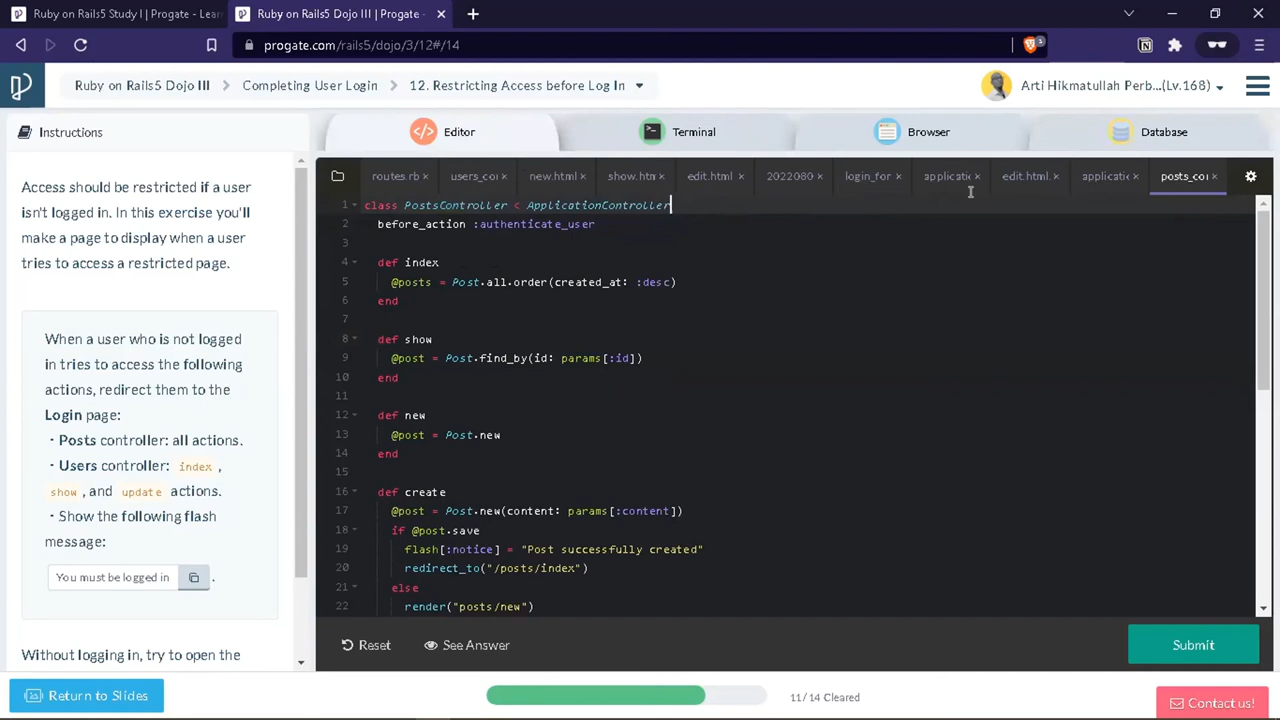 Ruby on Rails5 Study I | Progate - Lear
Ruby on Rails5 Dojo III | Progate -
progate.com/rails5/dojo/3/12#/14
Ruby on Rails5 Dojo III
Completing User Login
12. Restricting Access before Log In
Arti Hikmatullah Perb...(Lv.168)
Instructions
Editor
Terminal
Browser
Database
Access should be restricted if a user
isn't logged in. In this exercise you'll
make a page to display when a user
tries to access a restricted page.
When a user who is not logged
in tries to access the following
actions, redirect them to the
Login page:
・Posts controller: all actions.
・Users controller: index ,
show , and update actions.
・Show the following flash
message:
You must be logged in .
Without logging in, try to open the
routes.rb
users_coi
new.html
show.htm
edit.html
2022080
login_for
applicatic
edit.html.
applicatic
posts_coi
1 class PostsController < ApplicationController
2 before_action :authenticate_user
3
4 def index
5 @posts = Post.all.order(created_at: :desc)
6 end
7
8 def show
9 @post = Post.find_by(id: params[:id])
10 end
11
12 def new
13 @post = Post.new
14 end
15
16 def create
17 @post = Post.new(content: params[:content])
18 if @post.save
19 flash[:notice] = "Post successfully created"
20 redirect_to("/posts/index")
21 else
22 render("posts/new")
Reset
See Answer
Submit
Return to Slides
11/14 Cleared
Contact us!